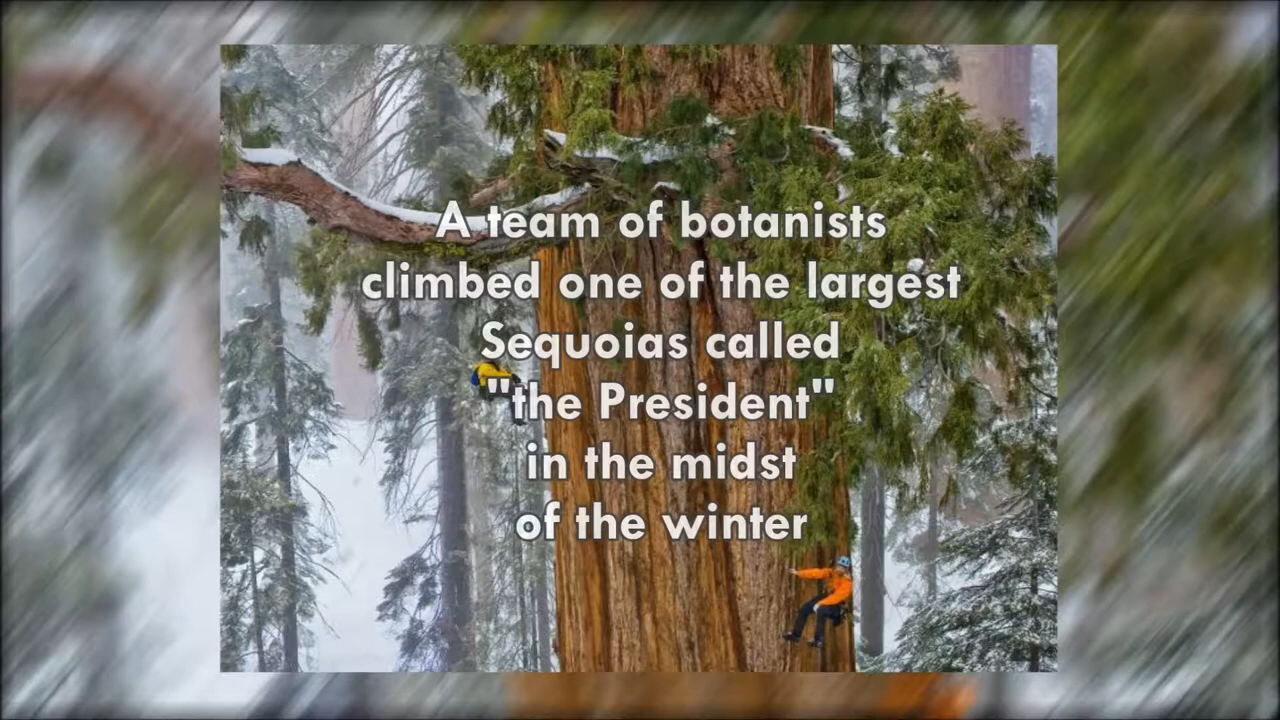 A team of botanists
climbed one of the largest
Sequoias called
"the President"
in the midst
of the winter